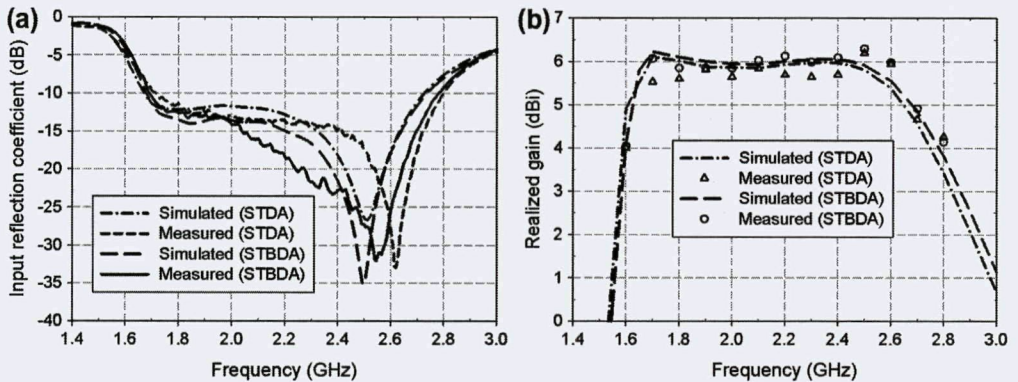 (a)
0
-5
-10
-15
-20
-25
-30
-35
-40
Input reflection coefficient (dB)
Simulated (STDA)
Measured (STDA)
Simulated (STBDA)
Measured (STBDA)
1.4 1.6 1.8 2.0 2.2 2.4 2.6 2.8 3.0
Frequency (GHz)
(b)
7
6
5
4
3
2
1
0
Realized gain (dBi)
Simulated (STDA)
Measured (STDA)
Simulated (STBDA)
Measured (STBDA)
1.4 1.6 1.8 2.0 2.2 2.4 2.6 2.8 3.0
Frequency (GHz)